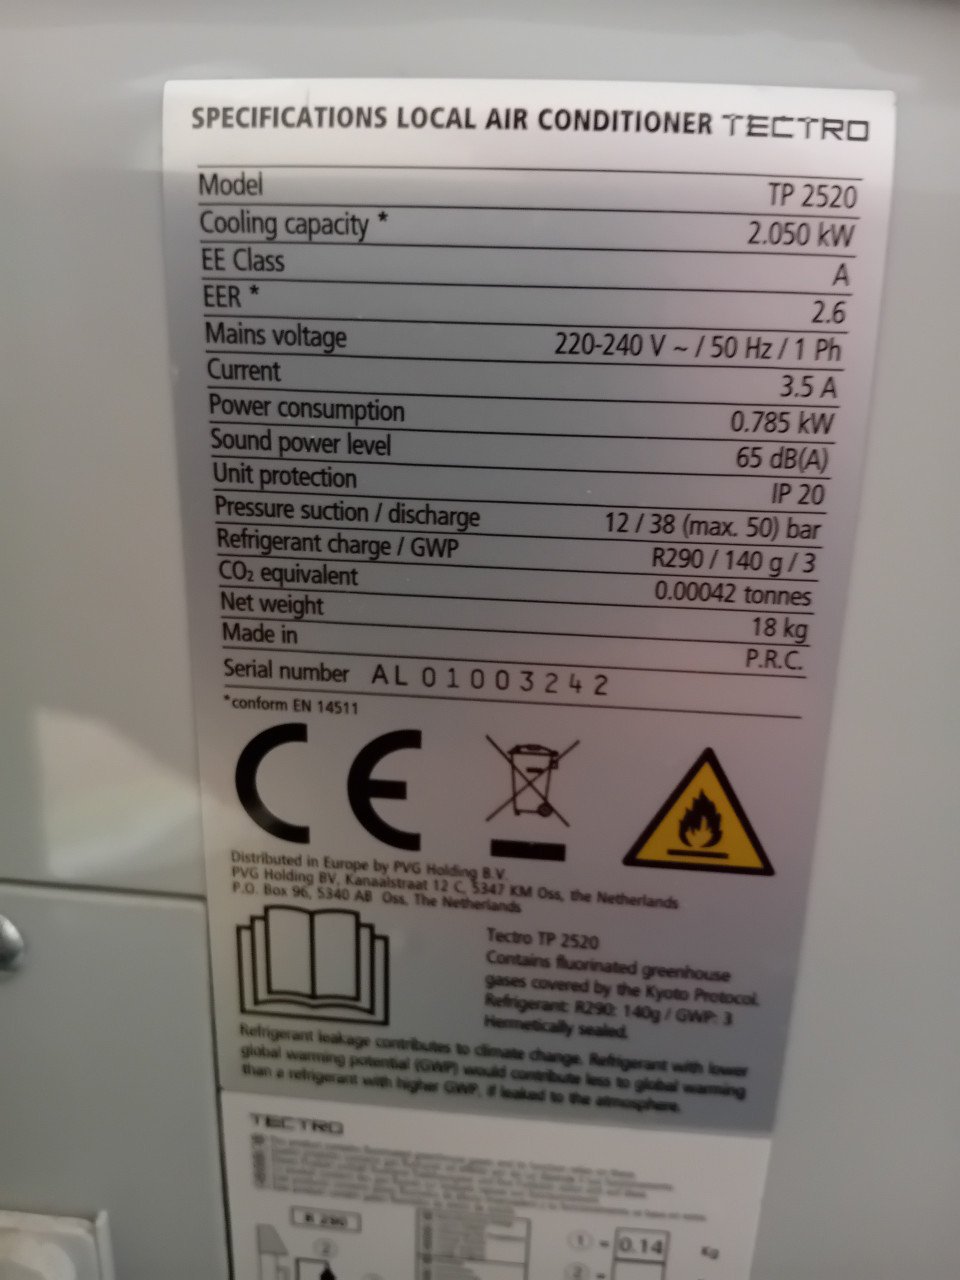 SPECIFICATIONS LOCAL AIR CONDITIONER TECTRO
Model TP 2520
Cooling capacity * 2.050 kW
EE Class A
EER * 2.6
Mains voltage 220-240 V ~ / 50 Hz / 1 Ph
Current 3.5 A
Power consumption 0.785 kW
Sound power level 65 dB(A)
Unit protection IP 20
Pressure suction / discharge 12 / 38 (max. 50) bar
Refrigerant charge / GWP R290 / 140 g / 3
CO₂ equivalent 0.00042 tonnes
Net weight 18 kg
Made in P.R.C.
Serial number AL01003242
*conform EN 14511
CE
Distributed in Europe by PVG Holding B.V.
PVG Holding BV, Kanaalstraat 12 C, 5347 KM Oss, the Netherlands
P.O. Box 96, 5340 AB Oss, The Netherlands
Tectro TP 2520
Contains fluorinated greenhouse
gases covered by the Kyoto Protocol.
Refrigerant: R290: 140g / GWP: 3
Hermetically sealed.
Refrigerant leakage contributes to climate change. Refrigerant with lower
global warming potential (GWP) would contribute less to global warming
than a refrigerant with higher GWP, if leaked to the atmosphere.
TECTRO
R 290
1 = 0.14 Kg
2 =
2